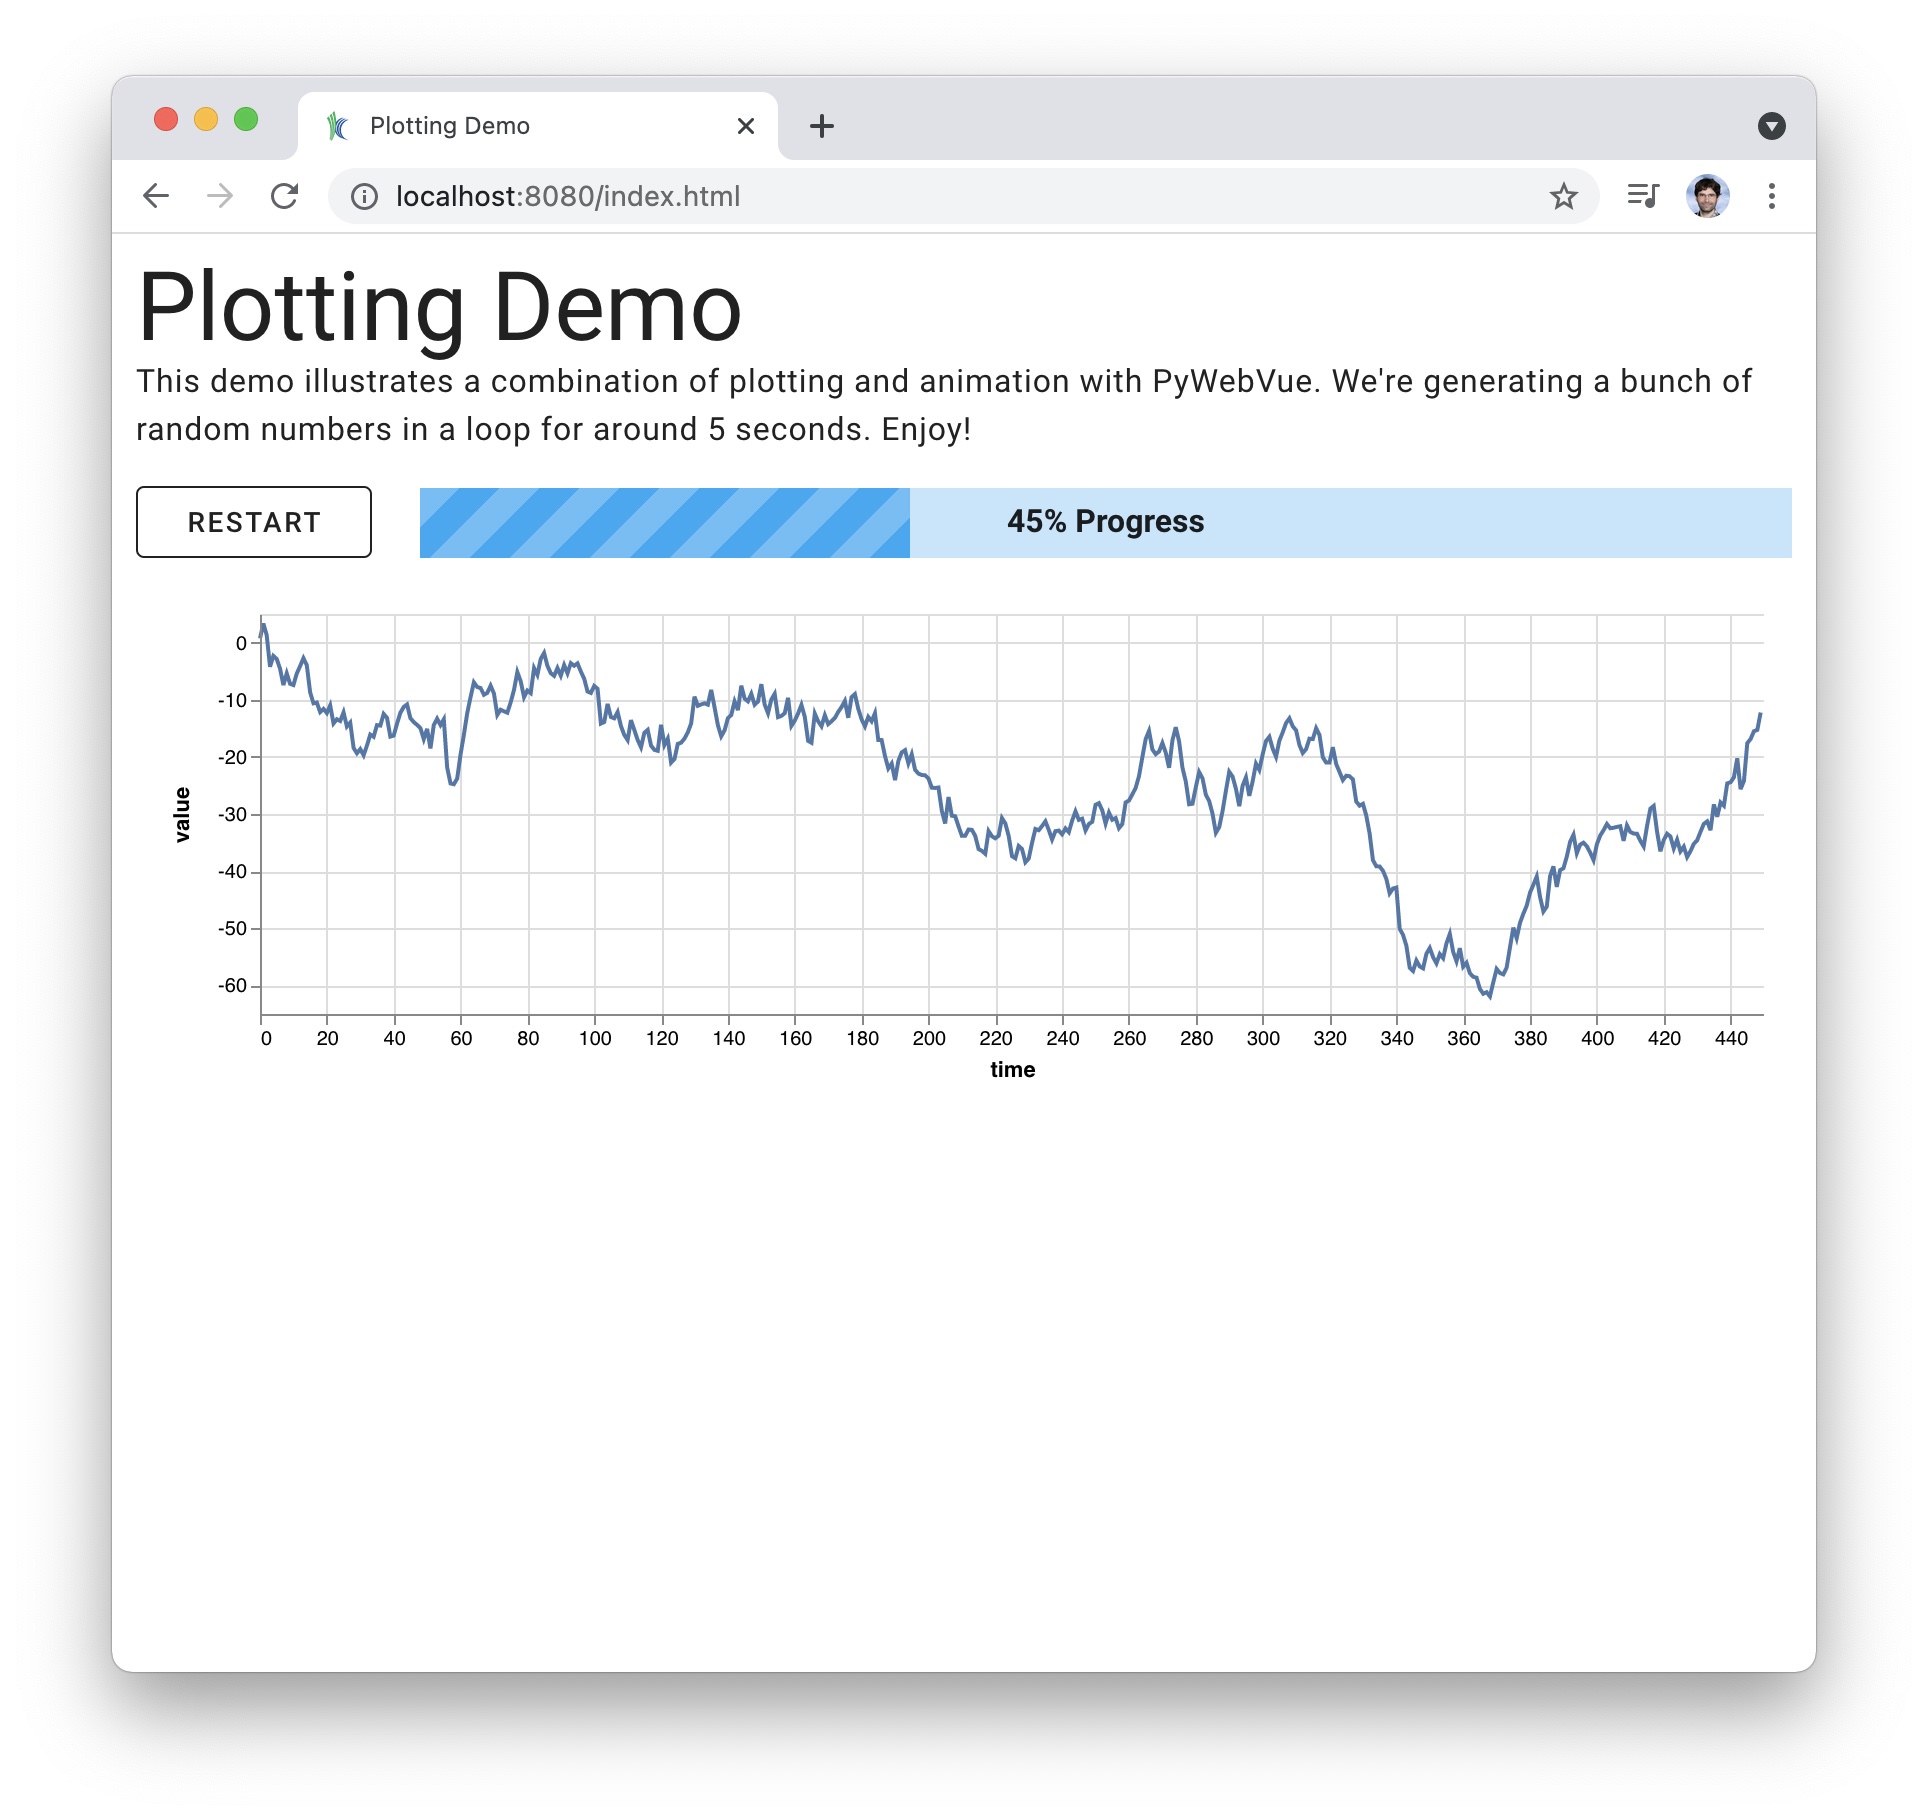 Plotting Demo
localhost:8080/index.html
Plotting Demo
This demo illustrates a combination of plotting and animation with PyWebVue. We're generating a bunch of
random numbers in a loop for around 5 seconds. Enjoy!
RESTART
45% Progress
0
-10
-20
-30
-40
-50
-60
value
0 20 40 60 80 100 120 140 160 180 200 220 240 260 280 300 320 340 360 380 400 420 440
time